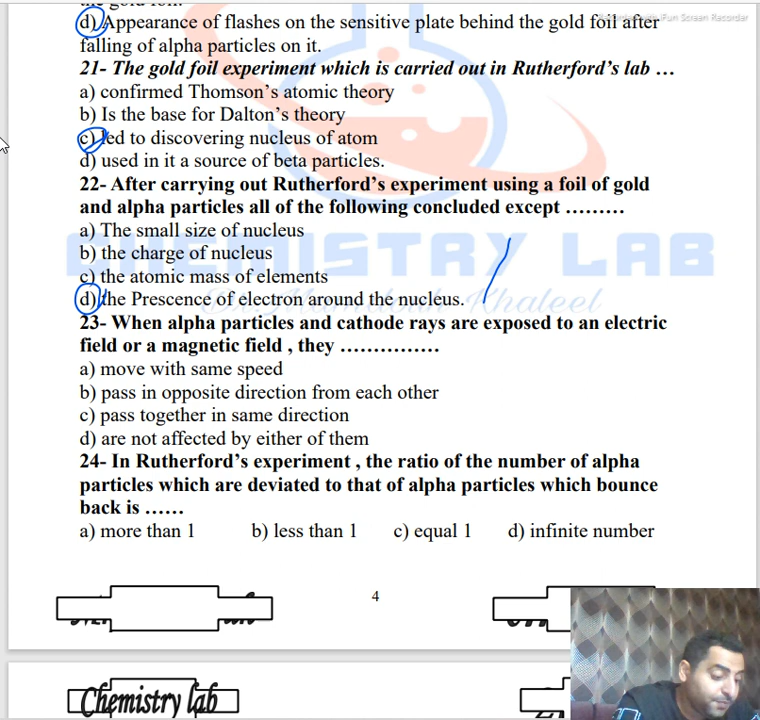 d) Appearance of flashes on the sensitive plate behind the gold foil after
falling of alpha particles on it.
21- The gold foil experiment which is carried out in Rutherford's lab …
a) confirmed Thomson's atomic theory
b) Is the base for Dalton's theory
c) led to discovering nucleus of atom
d) used in it a source of beta particles.
22- After carrying out Rutherford's experiment using a foil of gold
and alpha particles all of the following concluded except ………
a) The small size of nucleus
b) the charge of nucleus
c) the atomic mass of elements
d) the Prescence of electron around the nucleus.
23- When alpha particles and cathode rays are exposed to an electric
field or a magnetic field , they ……………
a) move with same speed
b) pass in opposite direction from each other
c) pass together in same direction
d) are not affected by either of them
24- In Rutherford's experiment , the ratio of the number of alpha
particles which are deviated to that of alpha particles which bounce
back is ……
a) more than 1 b) less than 1 c) equal 1 d) infinite number
4
Chemistry lab
CHEMISTRY LAB
Khaleel
Fun Screen Recorder